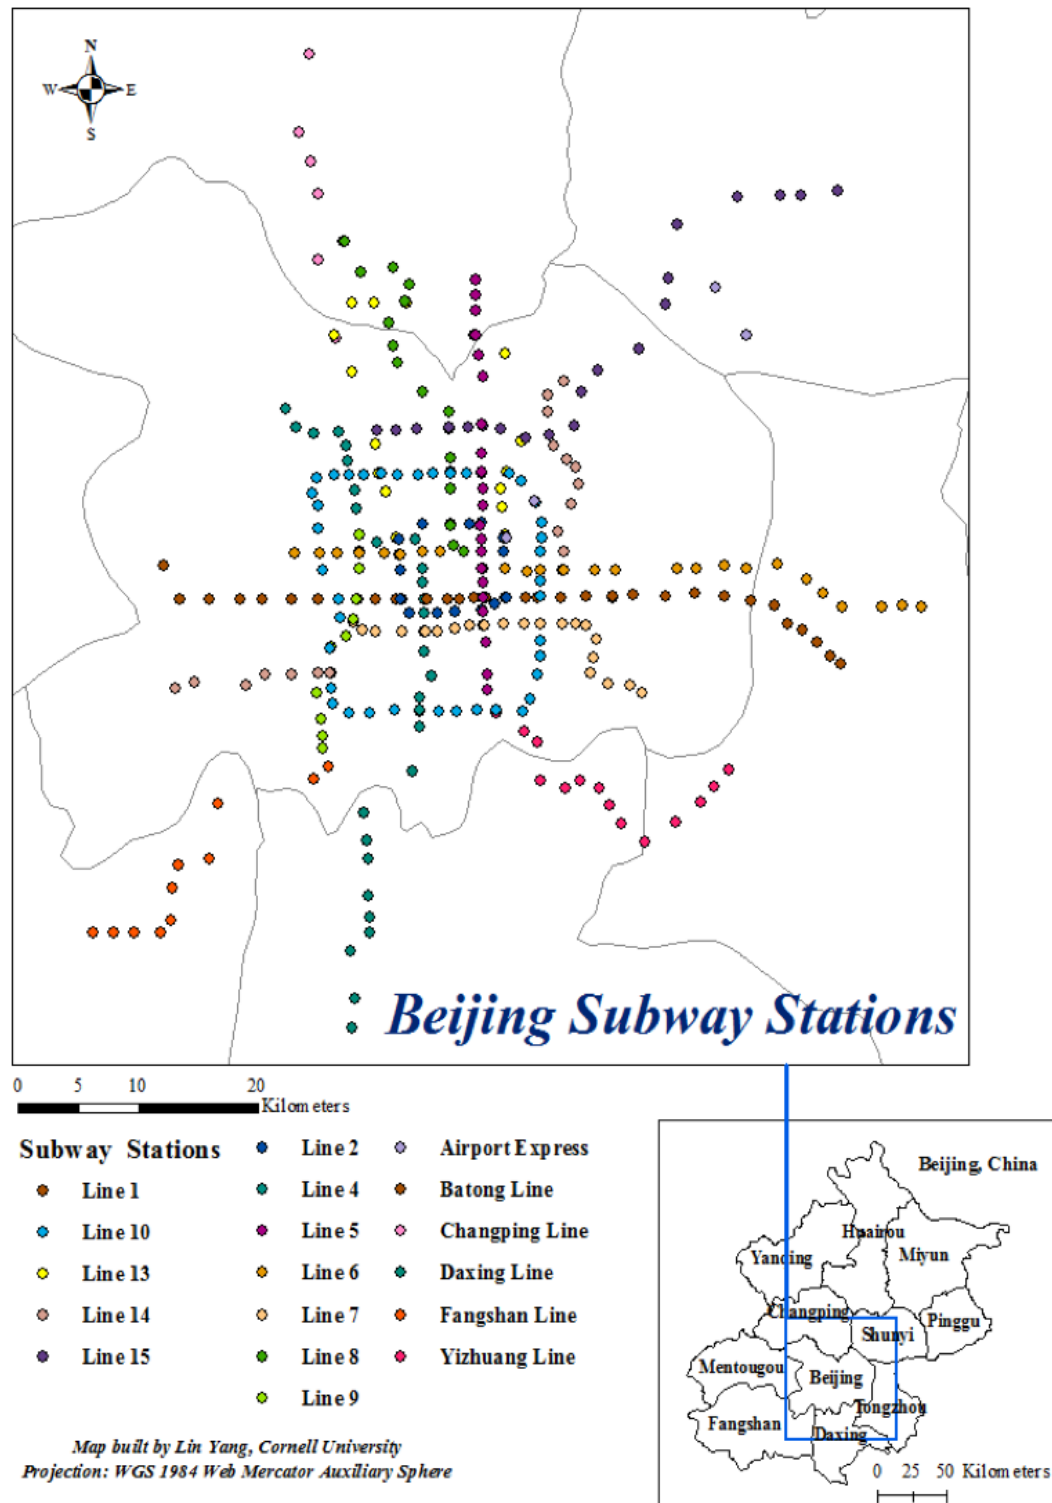 N
W E
S
Beijing Subway Stations
0 5 10 20
Kilometers
Subway Stations
Line 1
Line 10
Line 13
Line 14
Line 15
Line 2
Line 4
Line 5
Line 6
Line 7
Line 8
Line 9
Airport Express
Batong Line
Changping Line
Daxing Line
Fangshan Line
Yizhuang Line
Map built by Lin Yang, Cornell University
Projection: WGS 1984 Web Mercator Auxiliary Sphere
Beijing, China
Huairou
Yanqing
Miyun
Changping
Pinggu
Shunyi
Mentougou
Beijing
Tongzhou
Fangshan
Daxing
0 25 50 Kilometers